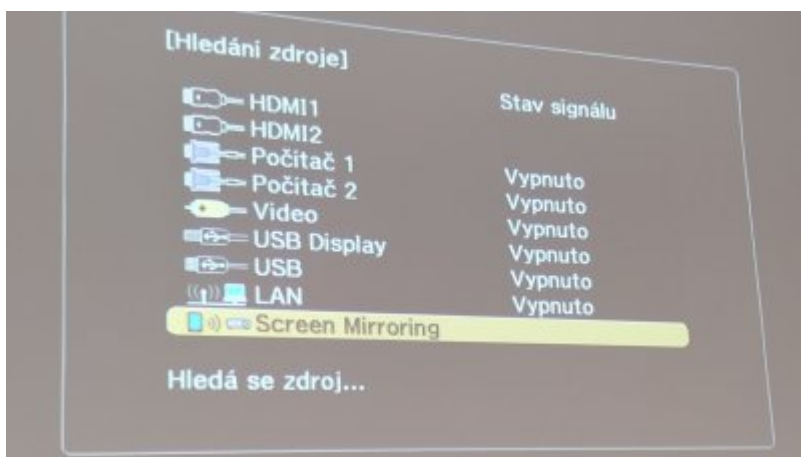 [Hledání zdroje]
Stav signálu
HDMI1
HDMI2
Počítač 1 Vypnuto
Počítač 2 Vypnuto
Video Vypnuto
USB Display Vypnuto
USB Vypnuto
LAN Vypnuto
Screen Mirroring
Hledá se zdroj...